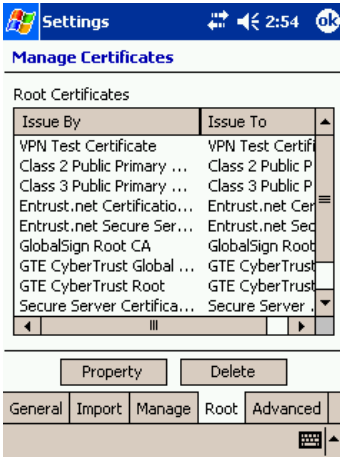 Settings 2:54 ok
Manage Certificates
Root Certificates
Issue By Issue To
VPN Test Certificate VPN Test Certifi
Class 2 Public Primary ... Class 2 Public P
Class 3 Public Primary ... Class 3 Public P
Entrust.net Certificatio... Entrust.net Cer
Entrust.net Secure Ser... Entrust.net Sec
GlobalSign Root CA GlobalSign Root
GTE CyberTrust Global ... GTE CyberTrust
GTE CyberTrust Root GTE CyberTrust
Secure Server Certifica... Secure Server .
Property Delete
General Import Manage Root Advanced